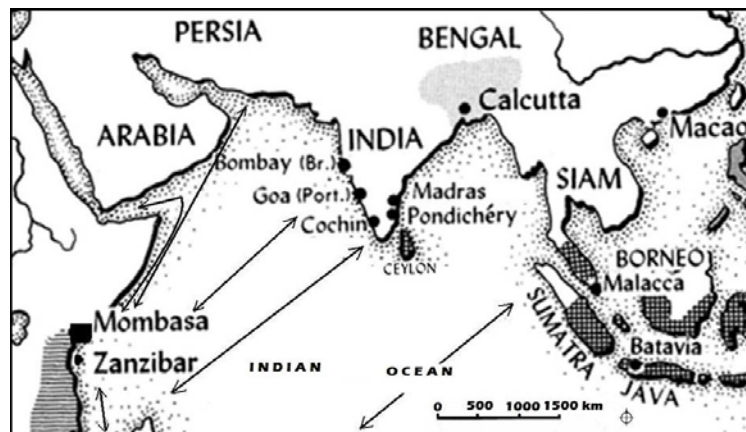 PERSIA
BENGAL
Calcutta
Macac
ARABIA
INDIA
Bombay (Br.)
SIAM
Goa (Port.)
Madras
Cochin
Pondichéry
CEYLON
BORNEO
Malacca
SUMATRA
Mombasa
Zanzibar
INDIAN OCEAN
Batavia
JAVA
0 500 1000 1500 km